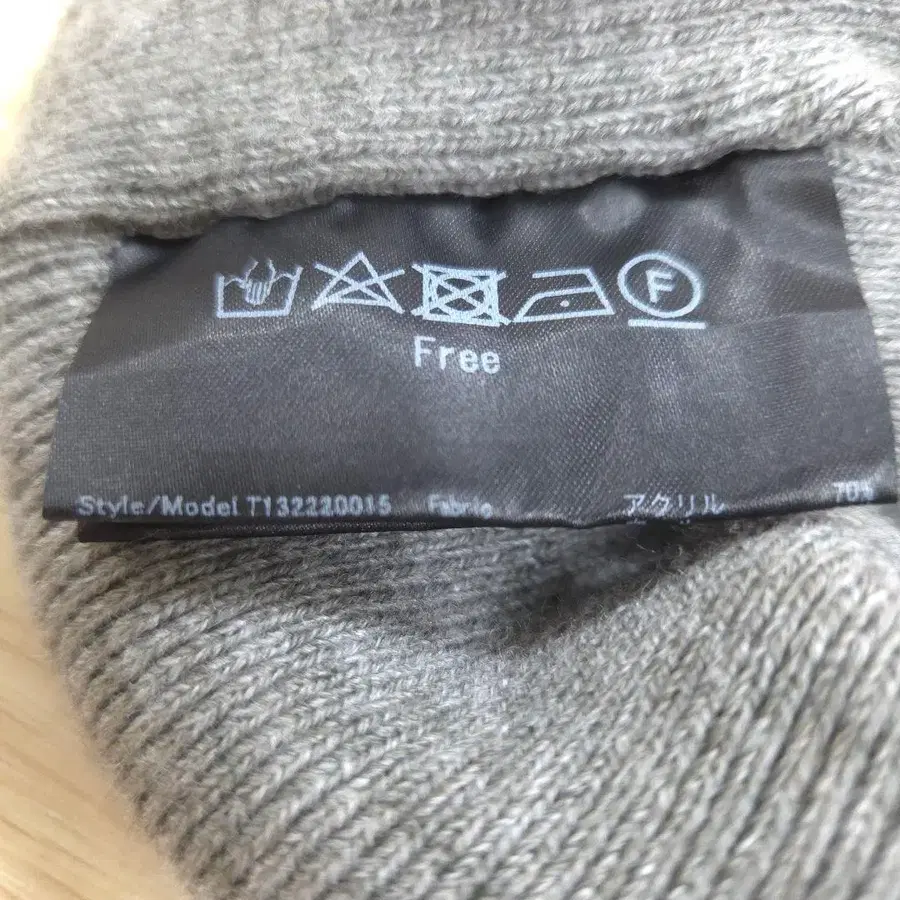 F
Free
Style/Model T132220015 Fabric アクリル 70%